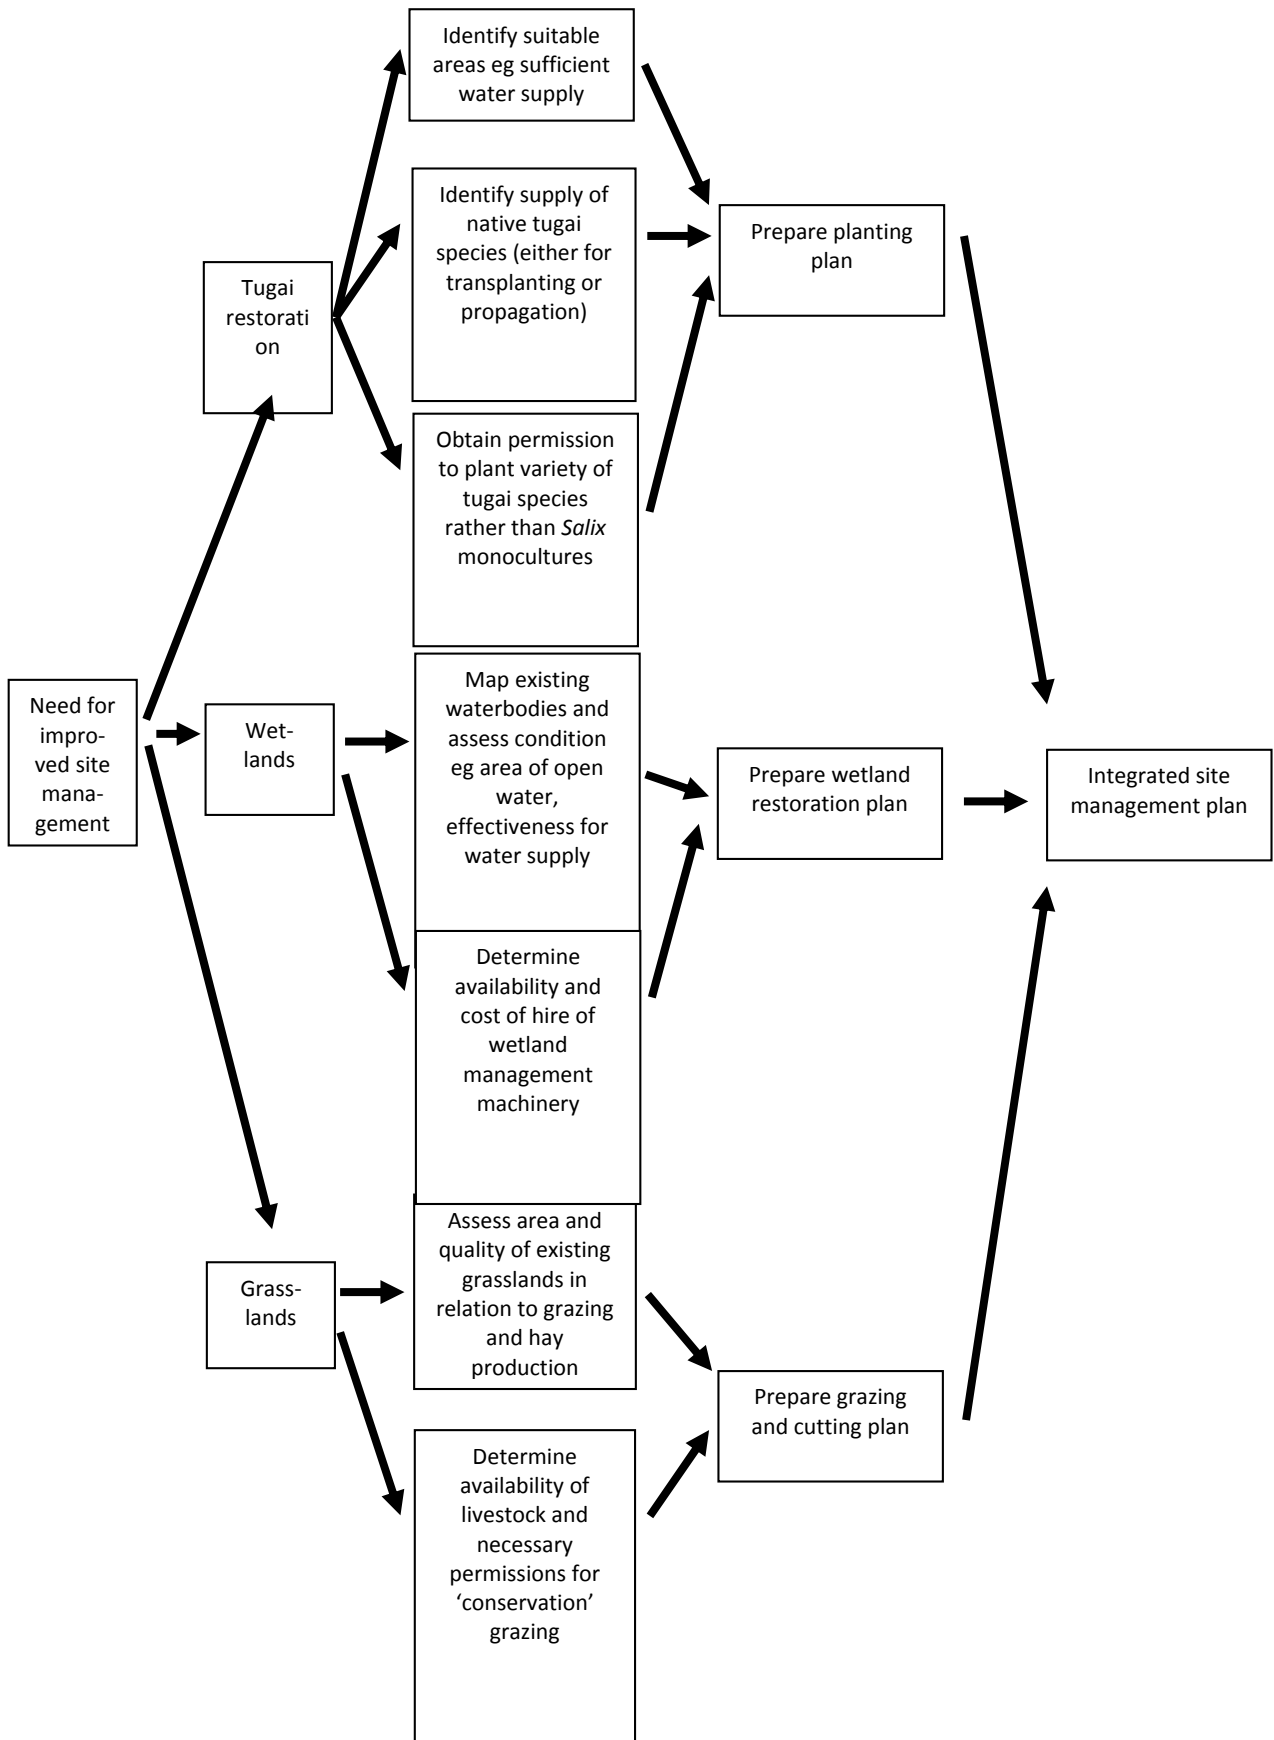 Identify suitable
areas eg sufficient
water supply
Identify supply of
native tugai
species (either for
transplanting or
propagation)
Prepare planting
plan
Tugai
restorati
on
Obtain permission
to plant variety of
tugai species
rather than Salix
monocultures
Need for
impro-
ved site
mana-
gement
Wet-
lands
Map existing
waterbodies and
assess condition
eg area of open
water,
effectiveness for
water supply
Prepare wetland
restoration plan
Integrated site
management plan
Determine
availability and
cost of hire of
wetland
management
machinery
Grass-
lands
Assess area and
quality of existing
grasslands in
relation to grazing
and hay
production
Prepare grazing
and cutting plan
Determine
availability of
livestock and
necessary
permissions for
‘conservation’
grazing